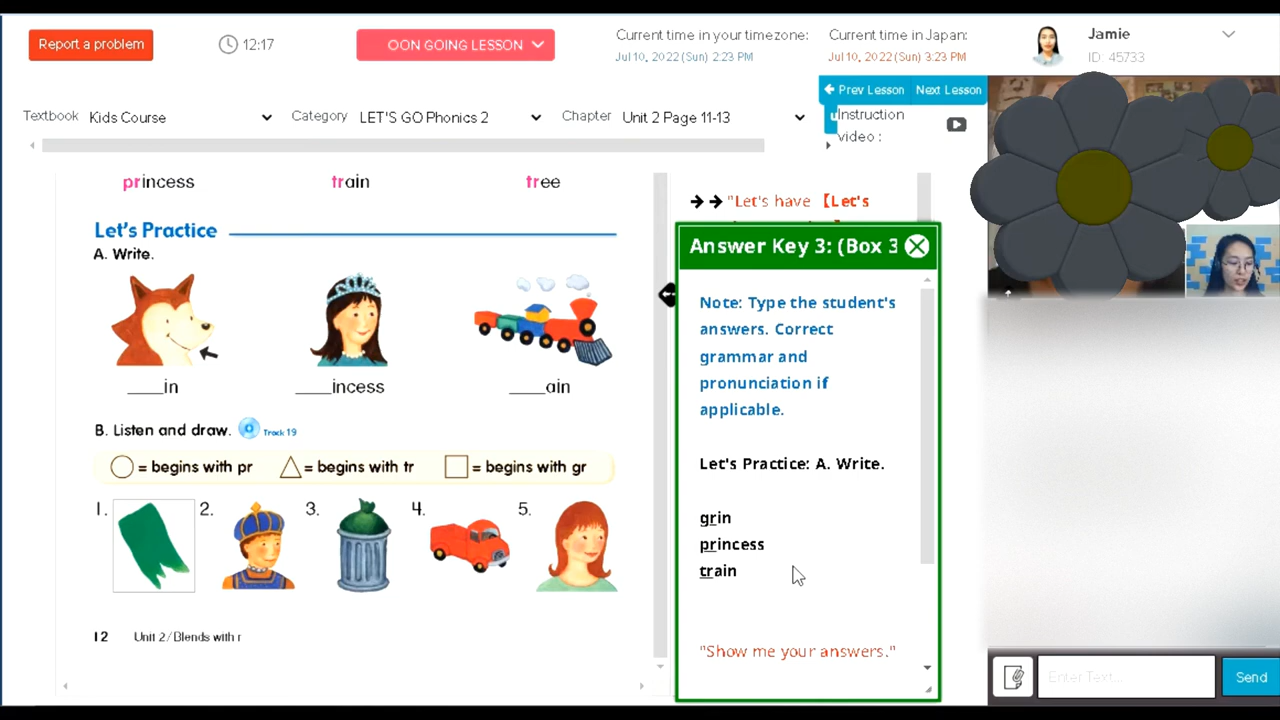 Report a problem
12:17
OON GOING LESSON
Current time in your timezone:
Jul 10, 2022 (Sun) 2:23 PM
Current time in Japan:
Jul 10, 2022 (Sun) 3:23 PM
Jamie
ID: 45733
Textbook Kids Course
Category LET'S GO Phonics 2
Chapter Unit 2 Page 11-13
Prev Lesson Next Lesson
Instruction
video :
princess
train
tree
Let's Practice
A. Write.
____in
____incess
____ain
B. Listen and draw. Track 19
= begins with pr = begins with tr = begins with gr
1. 2. 3. 4. 5.
12 Unit 2/Blends with r
"Let's have 【Let's
Answer Key 3: (Box 3
Note: Type the student's
answers. Correct
grammar and
pronunciation if
applicable.
Let's Practice: A. Write.
grin
princess
train
"Show me your answers."
Enter Text...
Send